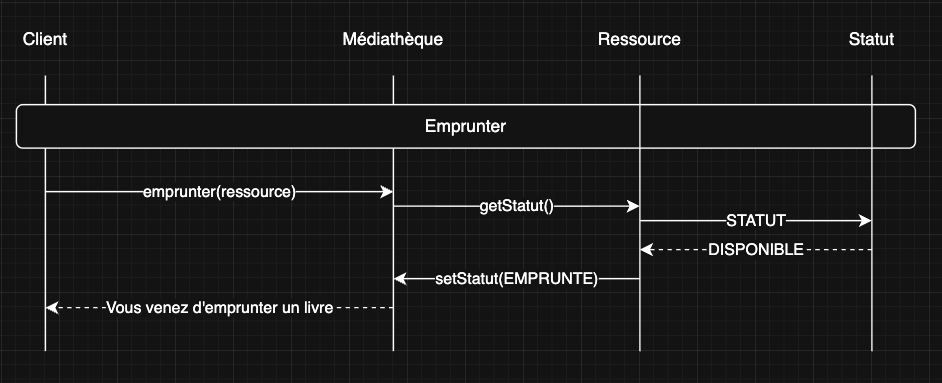 Client
Médiathèque
Ressource
Statut
Emprunter
emprunter(ressource)
getStatut()
STATUT
DISPONIBLE
setStatut(EMPRUNTE)
Vous venez d'emprunter un livre